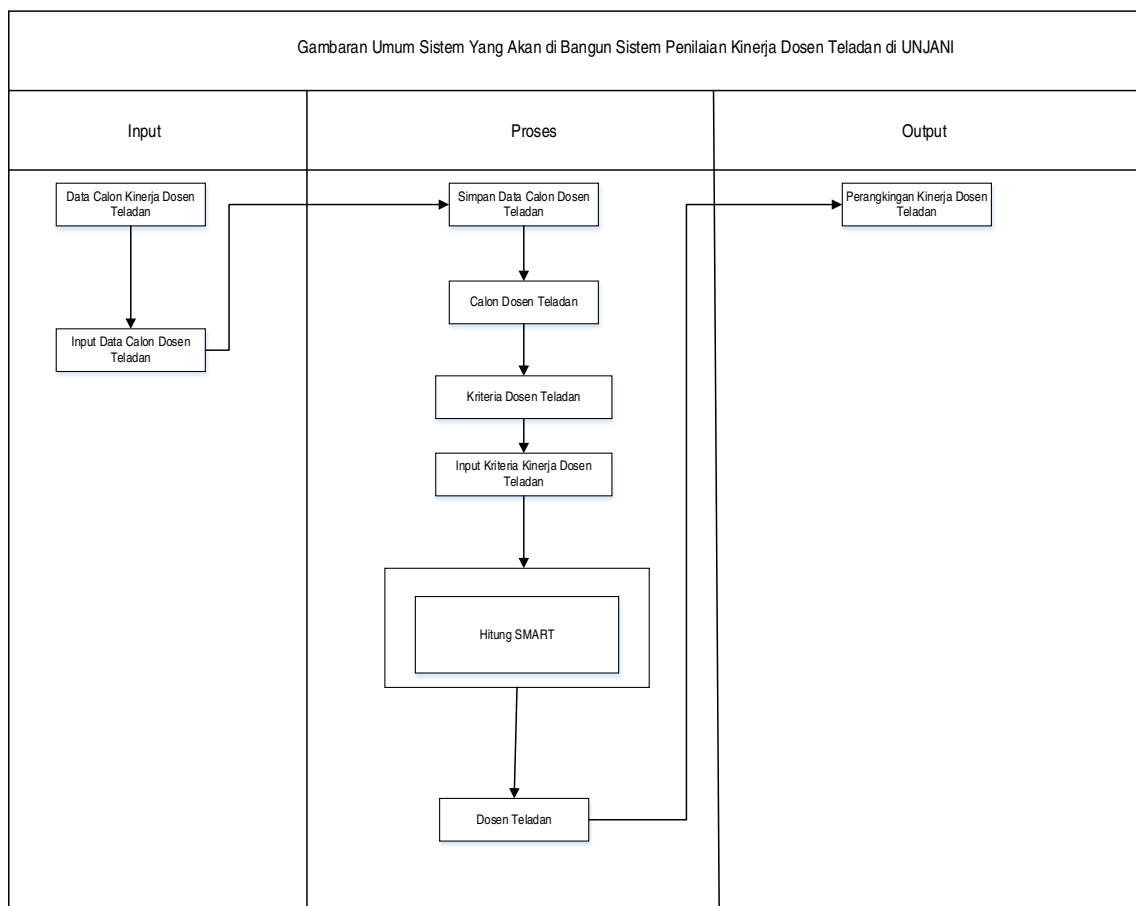 Gambaran Umum Sistem Yang Akan di Bangun Sistem Penilaian Kinerja Dosen Teladan di UNJANI
Input
Proses
Output
Data Calon Kinerja Dosen
Teladan
Input Data Calon Dosen
Teladan
Simpan Data Calon Dosen
Teladan
Calon Dosen Teladan
Kriteria Dosen Teladan
Input Kriteria Kinerja Dosen
Teladan
Hitung SMART
Dosen Teladan
Perangkingan Kinerja Dosen
Teladan